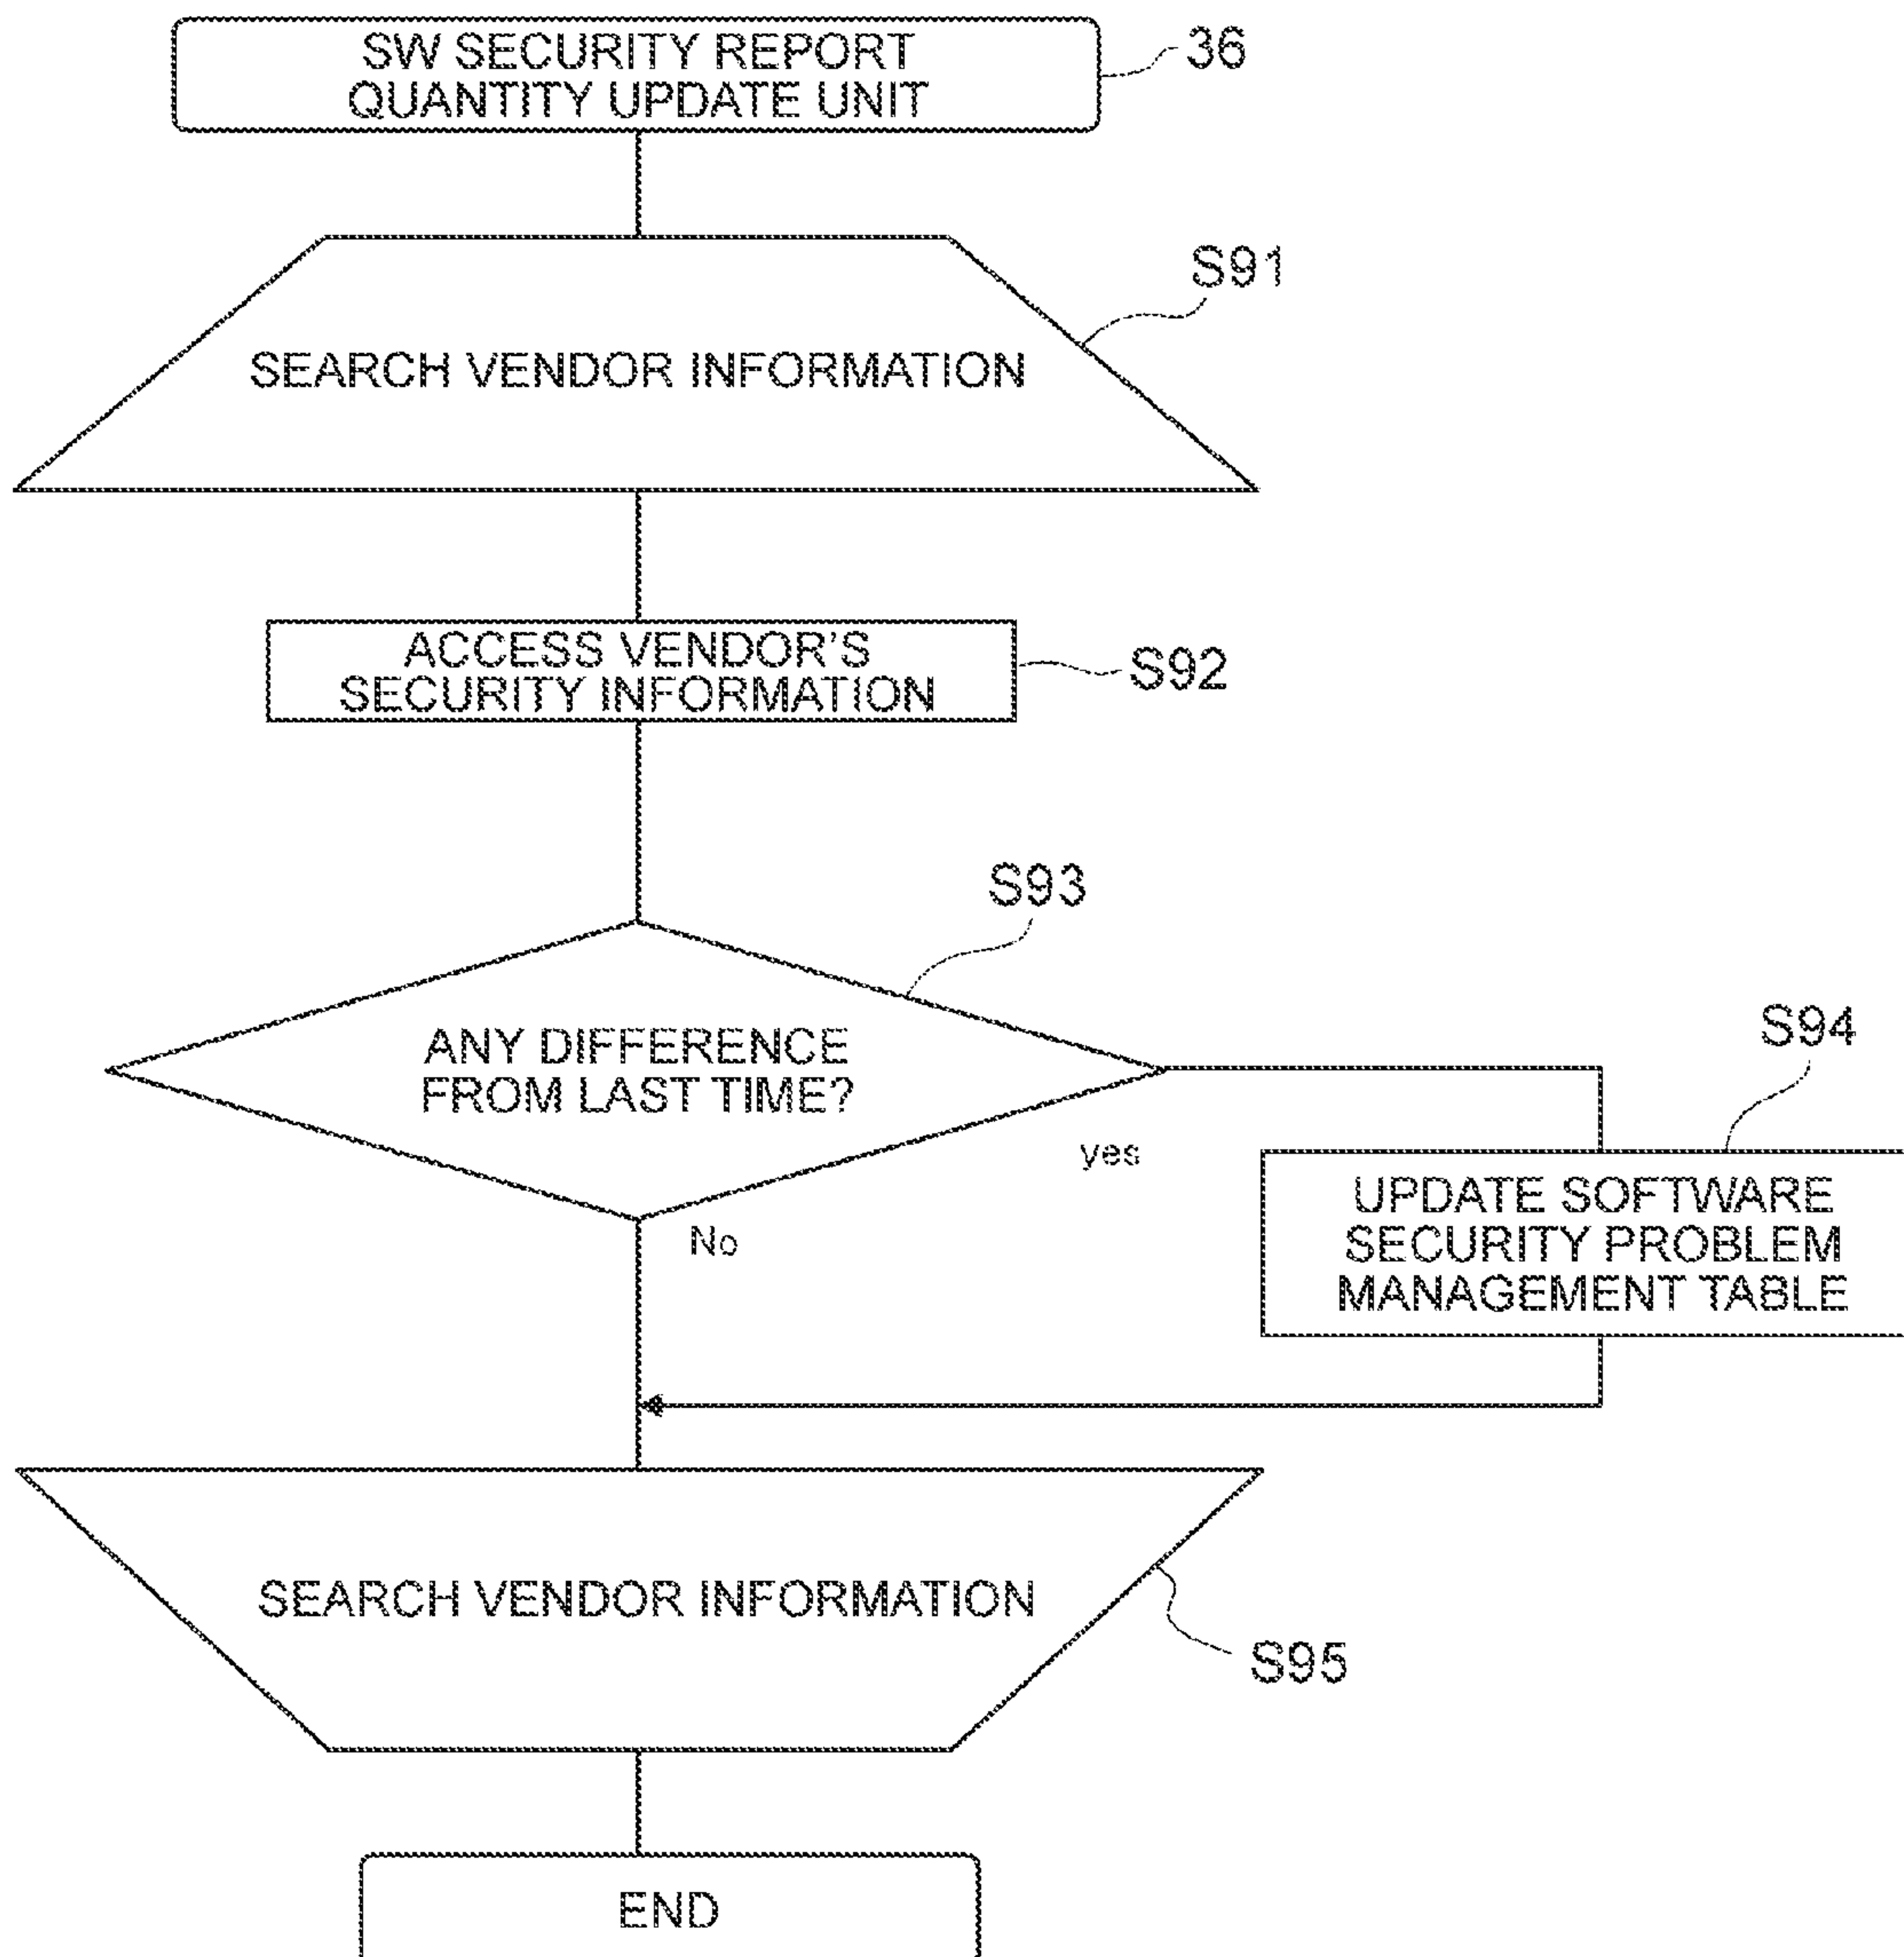 SW SECURITY REPORT
QUANTITY UPDATE UNIT
36
S91
SEARCH VENDOR INFORMATION
ACCESS VENDOR'S
SECURITY INFORMATION
S92
S93
ANY DIFFERENCE
FROM LAST TIME?
yes
No
S94
UPDATE SOFTWARE
SECURITY PROBLEM
MANAGEMENT TABLE
SEARCH VENDOR INFORMATION
S95
END